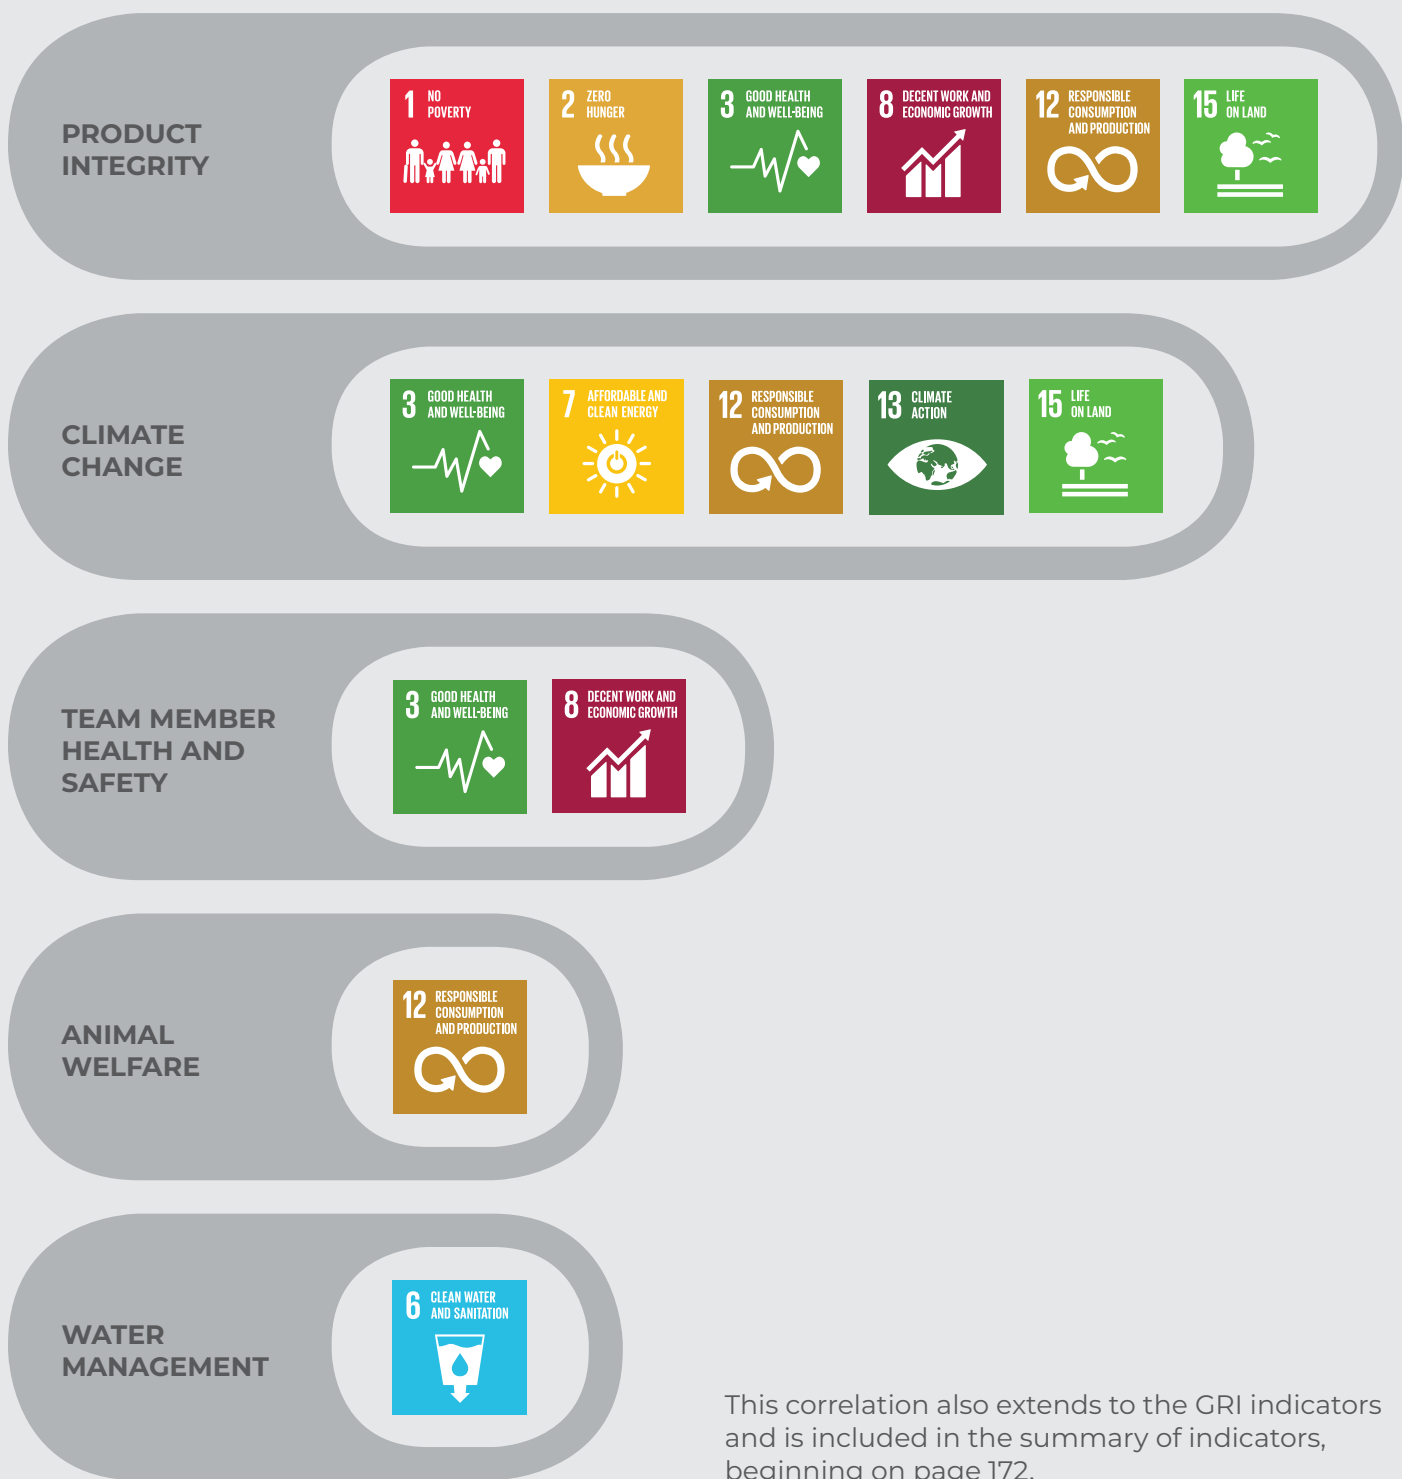 PRODUCT
INTEGRITY
1 NO
POVERTY
2 ZERO
HUNGER
3 GOOD HEALTH
AND WELL-BEING
8 DECENT WORK AND
ECONOMIC GROWTH
12 RESPONSIBLE
CONSUMPTION
AND PRODUCTION
15 LIFE
ON LAND
CLIMATE
CHANGE
3 GOOD HEALTH
AND WELL-BEING
7 AFFORDABLE AND
CLEAN ENERGY
12 RESPONSIBLE
CONSUMPTION
AND PRODUCTION
13 CLIMATE
ACTION
15 LIFE
ON LAND
TEAM MEMBER
HEALTH AND
SAFETY
3 GOOD HEALTH
AND WELL-BEING
8 DECENT WORK AND
ECONOMIC GROWTH
ANIMAL
WELFARE
12 RESPONSIBLE
CONSUMPTION
AND PRODUCTION
WATER
MANAGEMENT
6 CLEAN WATER
AND SANITATION
This correlation also extends to the GRI indicators
and is included in the summary of indicators,
beginning on page 172.